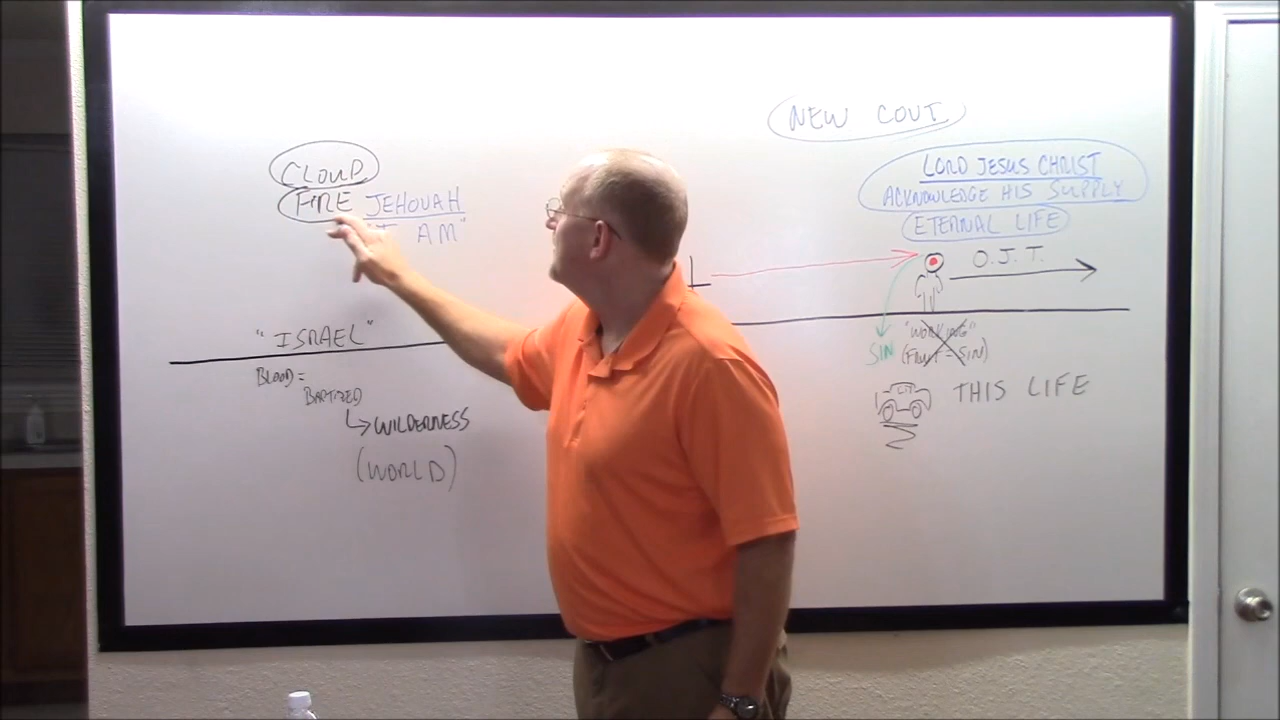 CLOUD
FIRE JEHOVAH
"I AM"
"ISRAEL"
BLOOD =
BAPTIZED
WILDERNESS
(WORLD)
NEW COVT.
LORD JESUS CHRIST
ACKNOWLEDGE HIS SUPPLY
ETERNAL LIFE
O.J.T.
"WORKING"
SIN (FRUIT = SIN)
THIS LIFE